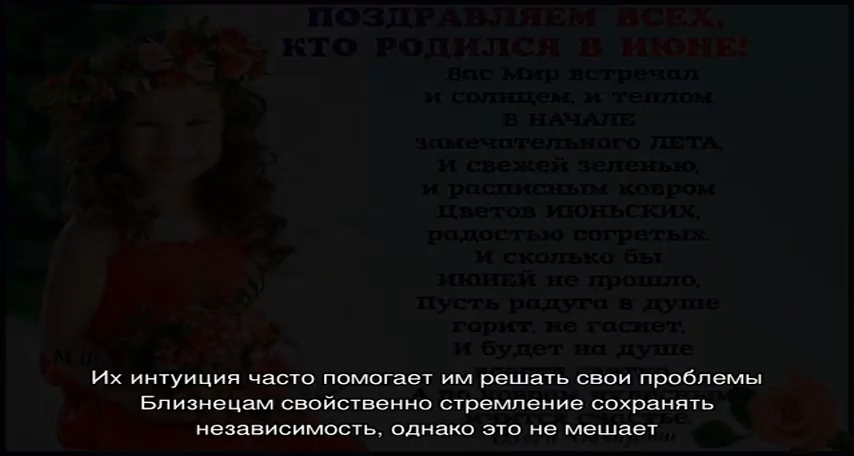 ПОЗДРАВЛЯЕМ ВСЕХ,
КТО РОДИЛСЯ В ИЮНЕ!
Вас Мир встречал
и солнцем, и теплом
В НАЧАЛЕ
замечательного ЛЕТА,
И свежей зеленью,
и расписным ковром
Цветов ИЮНЬСКИХ,
радостью согретых.
И сколько бы
ИЮНЕЙ не прошло,
Пусть радуга в душе
горит, не гаснет,
И будет на душе
Их интуиция часто помогает им решать свои проблемы
Близнецам свойственно стремление сохранять
независимость, однако это не мешает